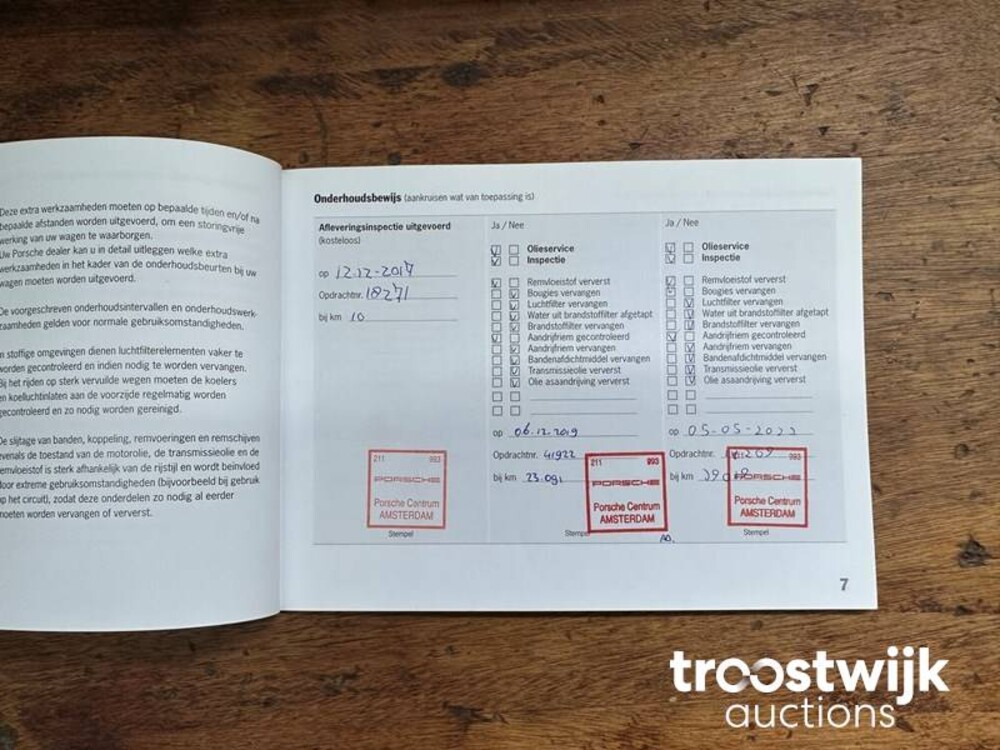 Deze extra werkzaamheden moeten op bepaalde tijden en/of na
bepaalde afstanden worden uitgevoerd, om een storingvrije
werking van uw wagen te waarborgen.
Uw Porsche dealer kan u in detail uitleggen welke extra
werkzaamheden in het kader van de onderhoudsbeurten bij uw
wagen moeten worden uitgevoerd.
De voorgeschreven onderhoudsintervallen en onderhoudswerk-
zaamheden gelden voor normale gebruiksomstandigheden.
In stoffige omgevingen dienen luchtfilterelementen vaker te
worden gecontroleerd en indien nodig te worden vervangen.
Bij het rijden op sterk vervuilde wegen moeten de koelers
en koelluchtinlaten aan de voorzijde regelmatig worden
gecontroleerd en zo nodig worden gereinigd.
De slijtage van banden, koppeling, remvoeringen en remschijven
evenals de toestand van de motorolie, de transmissieolie en de
remvloeistof is sterk afhankelijk van de rijstijl en wordt beïnvloed
door extreme gebruiksomstandigheden (bijvoorbeeld bij gebruik
op het circuit), zodat deze onderdelen zo nodig al eerder
moeten worden vervangen of ververst.
Onderhoudsbewijs (aankruisen wat van toepassing is)
Afleveringsinspectie uitgevoerd
(kosteloos)
op 12.12-2017
Opdrachtnr. 18271
bij km 10
211 993
PORSCHE
Porsche Centrum
AMSTERDAM
Stempel
Ja / Nee
Olieservice
Inspectie
Remvloeistof ververst
Bougies vervangen
Luchtfilter vervangen
Water uit brandstoffilter afgetapt
Brandstoffilter vervangen
Aandrijfriem gecontroleerd
Aandrijfriem vervangen
Bandenafdichtmiddel vervangen
Transmissieolie ververst
Olie asaandrijving ververst
op 06.12.2019
Opdrachtnr. 41922
bij km 23.091
211 993
PORSCHE
Porsche Centrum
AMSTERDAM
Stempel
Ja / Nee
Olieservice
Inspectie
Remvloeistof ververst
Bougies vervangen
Luchtfilter vervangen
Water uit brandstoffilter afgetapt
Brandstoffilter vervangen
Aandrijfriem gecontroleerd
Aandrijfriem vervangen
Bandenafdichtmiddel vervangen
Transmissieolie ververst
Olie asaandrijving ververst
op 05-05-2022
Opdrachtnr.
bij km
993
PORSCHE
Porsche Centrum
AMSTERDAM
Stempel
7
troostwijk
auctions